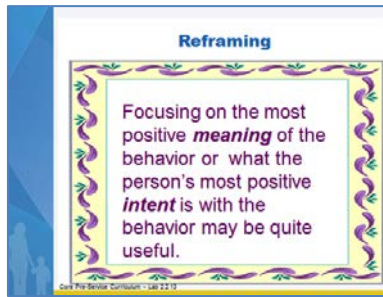 Reframing
Focusing on the most
positive meaning of the
behavior or what the
person's most positive
intent is with the
behavior may be quite
useful.
Core Pre-Service Curriculum - Lab 2.2.13